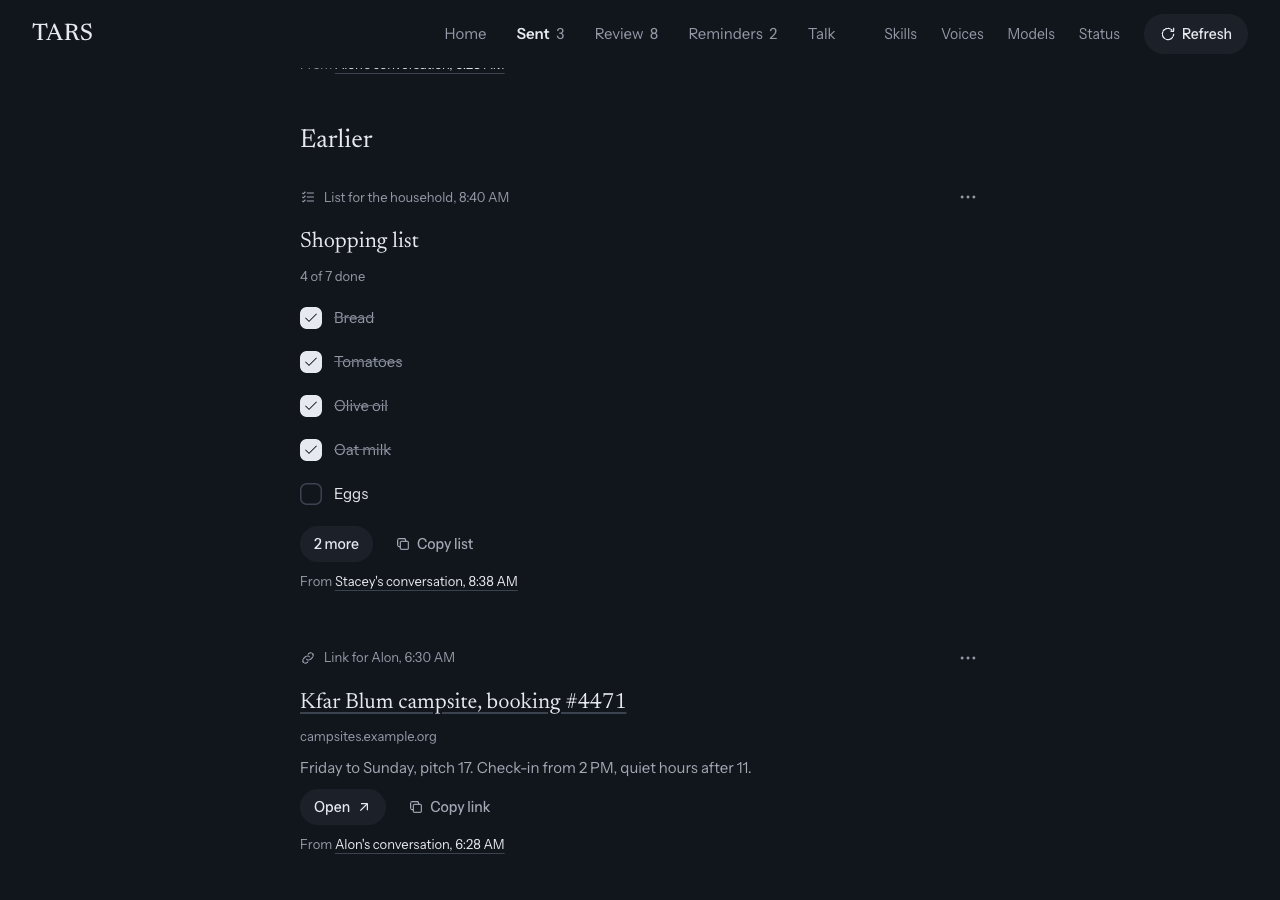 TARS
Home
Sent 3
Review 8
Reminders 2
Talk
Skills
Voices
Models
Status
Refresh
Earlier
List for the household, 8:40 AM
Shopping list
4 of 7 done
Bread
Tomatoes
Olive oil
Oat milk
Eggs
2 more
Copy list
From Stacey's conversation, 8:38 AM
Link for Alon, 6:30 AM
Kfar Blum campsite, booking #4471
campsites.example.org
Friday to Sunday, pitch 17. Check-in from 2 PM, quiet hours after 11.
Open
Copy link
From Alon's conversation, 6:28 AM